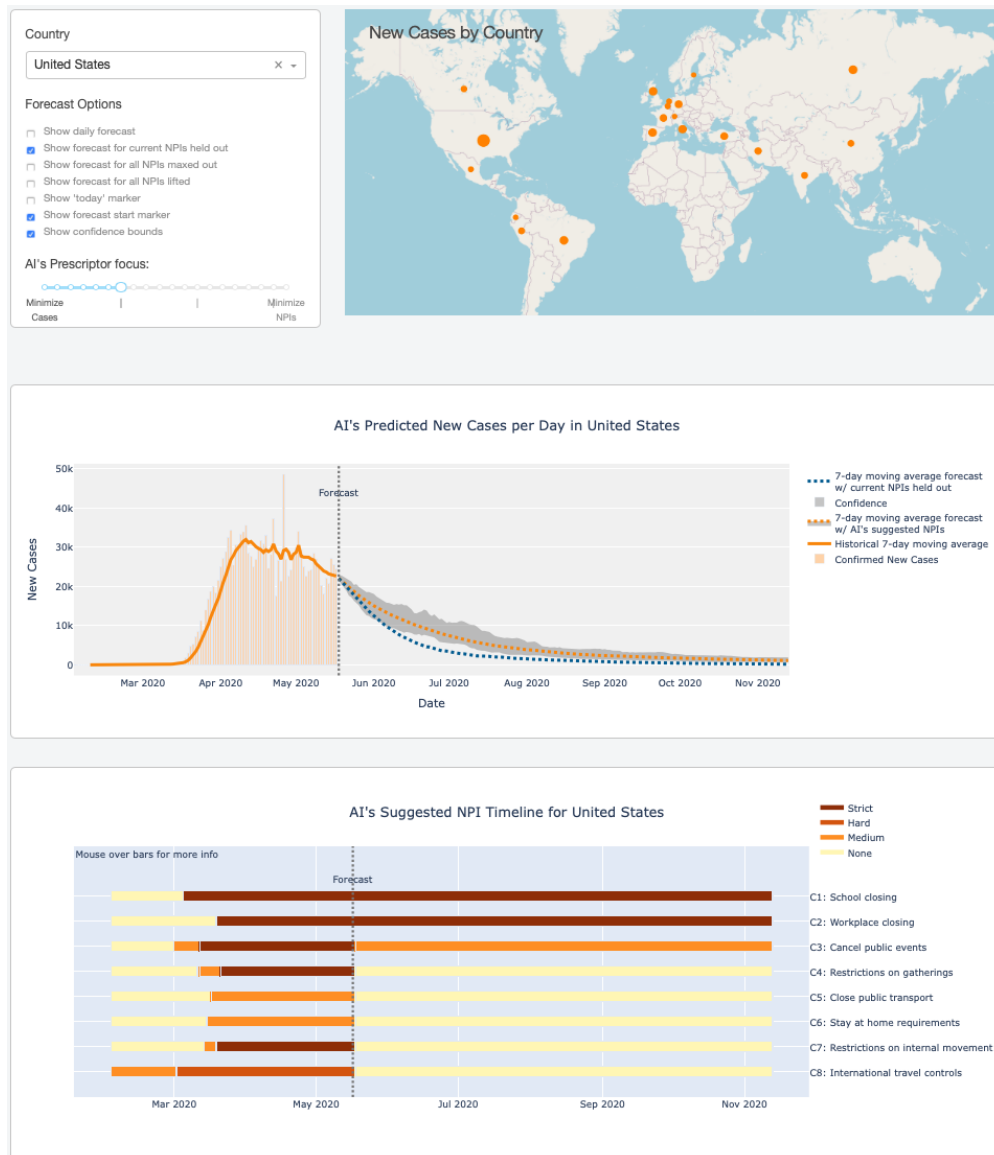 Country
United States
Forecast Options
Show daily forecast
Show forecast for current NPIs held out
Show forecast for all NPIs maxed out
Show forecast for all NPIs lifted
Show 'today' marker
Show forecast start marker
Show confidence bounds
AI's Prescriptor focus:
Minimize
Cases
Minimize
NPIs
New Cases by Country
AI's Predicted New Cases per Day in United States
50k
40k
30k
20k
10k
0
New Cases
Forecast
Mar 2020
Apr 2020
May 2020
Jun 2020
Jul 2020
Aug 2020
Sep 2020
Oct 2020
Nov 2020
Date
7-day moving average forecast
w/ current NPIs held out
Confidence
7-day moving average forecast
w/ AI's suggested NPIs
Historical 7-day moving average
Confirmed New Cases
AI's Suggested NPI Timeline for United States
Strict
Hard
Medium
None
Mouse over bars for more info
Forecast
C1: School closing
C2: Workplace closing
C3: Cancel public events
C4: Restrictions on gatherings
C5: Close public transport
C6: Stay at home requirements
C7: Restrictions on internal movement
C8: International travel controls
Mar 2020
May 2020
Jul 2020
Sep 2020
Nov 2020